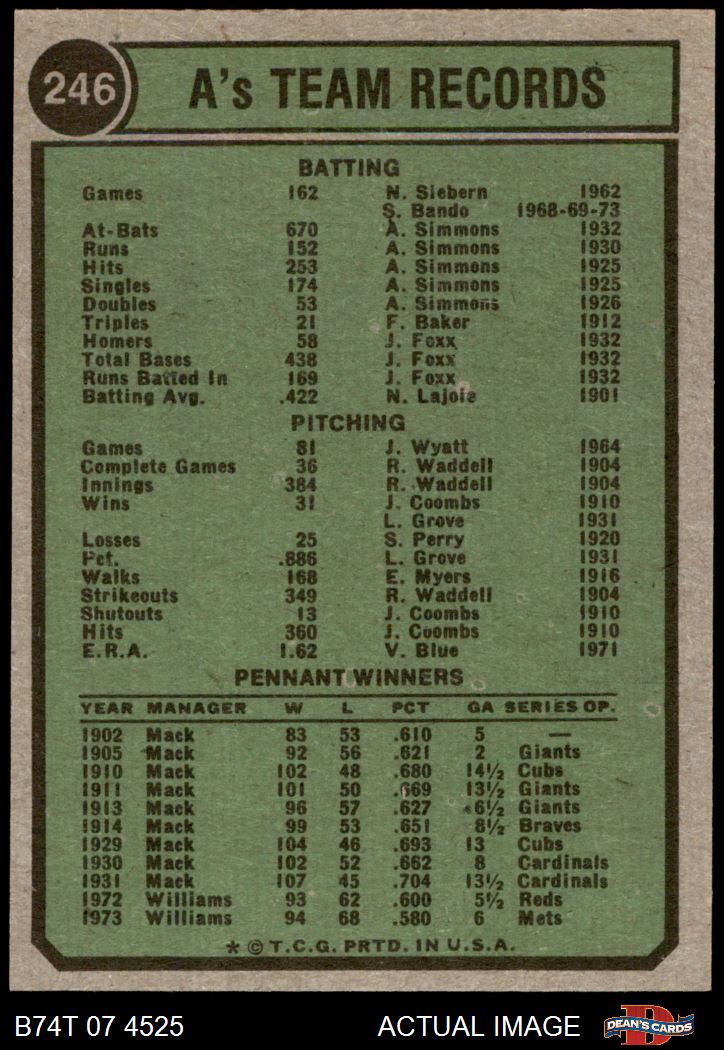 246 A's TEAM RECORDS
BATTING
Games 162 N. Siebern 1962
S. Bando 1968-69-73
At-Bats 670 A. Simmons 1932
Runs 152 A. Simmons 1930
Hits 253 A. Simmons 1925
Singles 174 A. Simmons 1925
Doubles 53 A. Simmons 1926
Triples 21 F. Baker 1912
Homers 58 J. Foxx 1932
Total Bases 438 J. Foxx 1932
Runs Batted In 169 J. Foxx 1932
Batting Avg. .422 N. Lajoie 1901
PITCHING
Games 81 J. Wyatt 1964
Complete Games 36 R. Waddell 1904
Innings 384 R. Waddell 1904
Wins 31 J. Coombs 1910
L. Grove 1931
Losses 25 S. Perry 1920
Pct. .886 L. Grove 1931
Walks 168 E. Myers 1916
Strikeouts 349 R. Waddell 1904
Shutouts 13 J. Coombs 1910
Hits 360 J. Coombs 1910
E.R.A. 1.62 V. Blue 1971
PENNANT WINNERS
YEAR MANAGER W L PCT GA SERIES OP.
1902 Mack 83 53 .610 5 —
1905 Mack 92 56 .621 2 Giants
1910 Mack 102 48 .680 14½ Cubs
1911 Mack 101 50 .669 13½ Giants
1913 Mack 96 57 .627 6½ Giants
1914 Mack 99 53 .651 8½ Braves
1929 Mack 104 46 .693 13 Cubs
1930 Mack 102 52 .662 8 Cardinals
1931 Mack 107 45 .704 13½ Cardinals
1972 Williams 93 62 .600 5½ Reds
1973 Williams 94 68 .580 6 Mets
* © T.C.G. PRTD. IN U.S.A.
B74T 07 4525 ACTUAL IMAGE DEAN'S CARDS